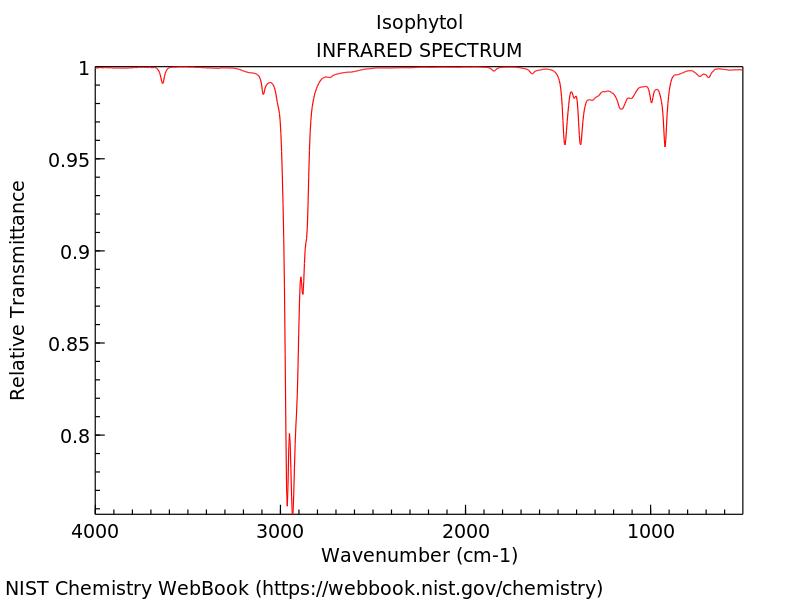 Isophytol
INFRARED SPECTRUM
1
0.95
0.9
0.85
0.8
Relative Transmittance
4000 3000 2000 1000
Wavenumber (cm-1)
NIST Chemistry WebBook (https://webbook.nist.gov/chemistry)